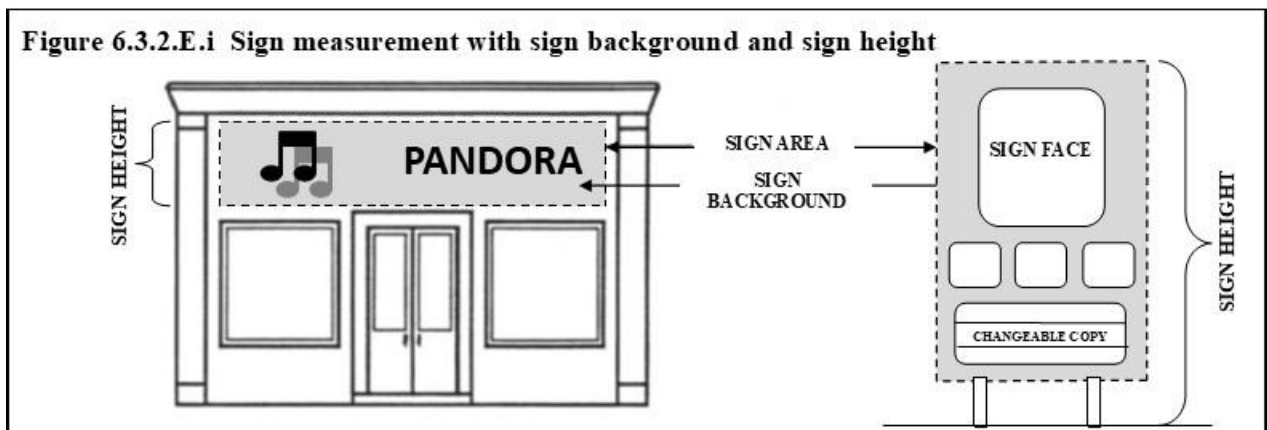 Figure 6.3.2.E.i Sign measurement with sign background and sign height
SIGN HEIGHT
PANDORA
SIGN AREA
SIGN
BACKGROUND
SIGN FACE
CHANGEABLE COPY
SIGN HEIGHT